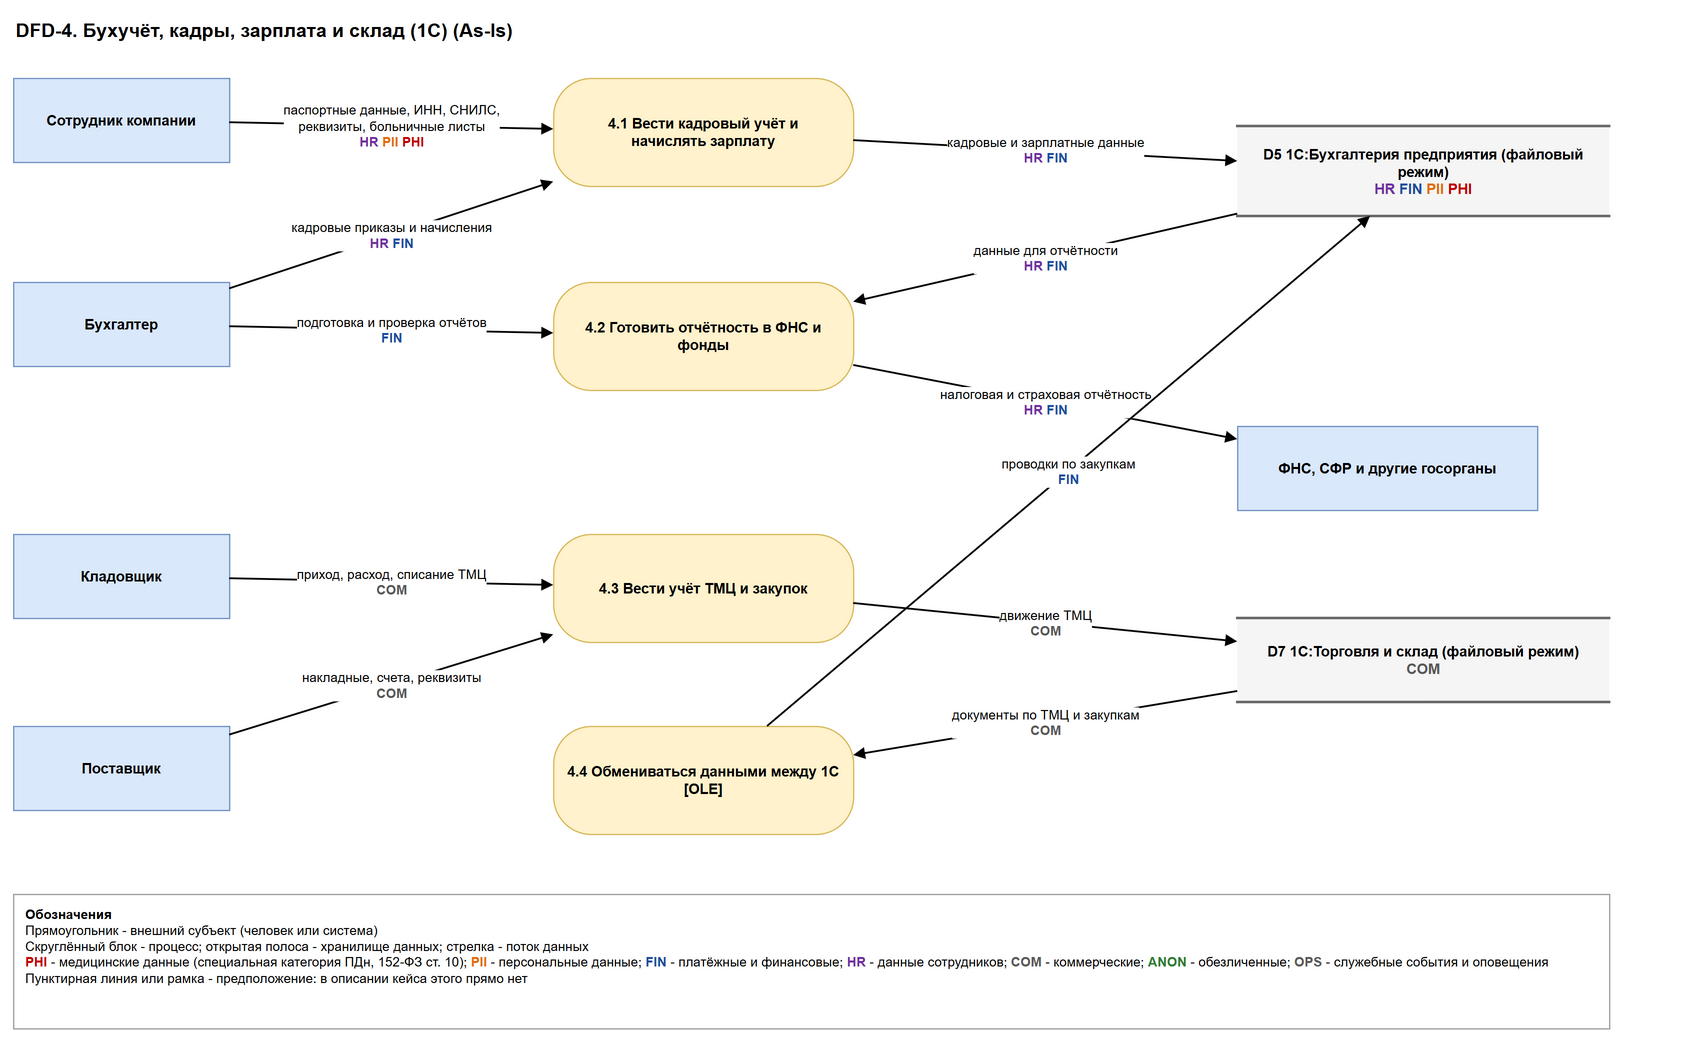 DFD-4. Бухучёт, кадры, зарплата и склад (1С) (As-Is)
Сотрудник компании
паспортные данные, ИНН, СНИЛС,
реквизиты, больничные листы
HR PII PHI
4.1 Вести кадровый учёт и
начислять зарплату
кадровые и зарплатные данные
HR FIN
D5 1С:Бухгалтерия предприятия (файловый
режим)
HR FIN PII PHI
кадровые приказы и начисления
HR FIN
данные для отчётности
HR FIN
Бухгалтер
подготовка и проверка отчётов
FIN
4.2 Готовить отчётность в ФНС и
фонды
налоговая и страховая отчётность
HR FIN
ФНС, СФР и другие госорганы
проводки по закупкам
FIN
Кладовщик
приход, расход, списание ТМЦ
COM
4.3 Вести учёт ТМЦ и закупок
движение ТМЦ
COM
D7 1С:Торговля и склад (файловый режим)
COM
накладные, счета, реквизиты
COM
документы по ТМЦ и закупкам
COM
Поставщик
4.4 Обмениваться данными между 1С
[OLE]
Обозначения
Прямоугольник - внешний субъект (человек или система)
Скруглённый блок - процесс; открытая полоса - хранилище данных; стрелка - поток данных
PHI - медицинские данные (специальная категория ПДн, 152-ФЗ ст. 10); PII - персональные данные; FIN - платёжные и финансовые; HR - данные сотрудников; COM - коммерческие; ANON - обезличенные; OPS - служебные события и оповещения
Пунктирная линия или рамка - предположение: в описании кейса этого прямо нет